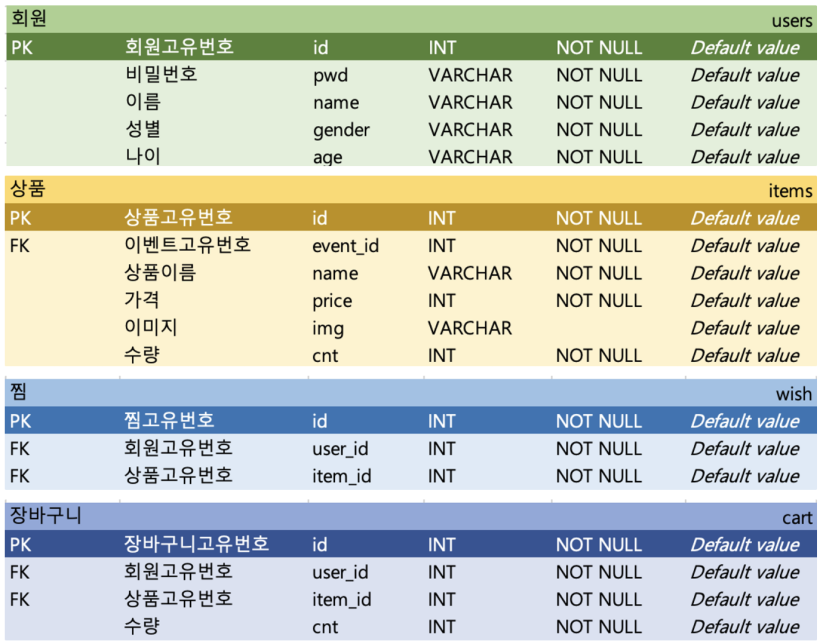 회원 users
PK 회원고유번호 id INT NOT NULL Default value
비밀번호 pwd VARCHAR NOT NULL Default value
이름 name VARCHAR NOT NULL Default value
성별 gender VARCHAR NOT NULL Default value
나이 age VARCHAR NOT NULL Default value
상품 items
PK 상품고유번호 id INT NOT NULL Default value
FK 이벤트고유번호 event_id INT NOT NULL Default value
상품이름 name VARCHAR NOT NULL Default value
가격 price INT NOT NULL Default value
이미지 img VARCHAR Default value
수량 cnt INT NOT NULL Default value
찜 wish
PK 찜고유번호 id INT NOT NULL Default value
FK 회원고유번호 user_id INT NOT NULL Default value
FK 상품고유번호 item_id INT NOT NULL Default value
장바구니 cart
PK 장바구니고유번호 id INT NOT NULL Default value
FK 회원고유번호 user_id INT NOT NULL Default value
FK 상품고유번호 item_id INT NOT NULL Default value
수량 cnt INT NOT NULL Default value